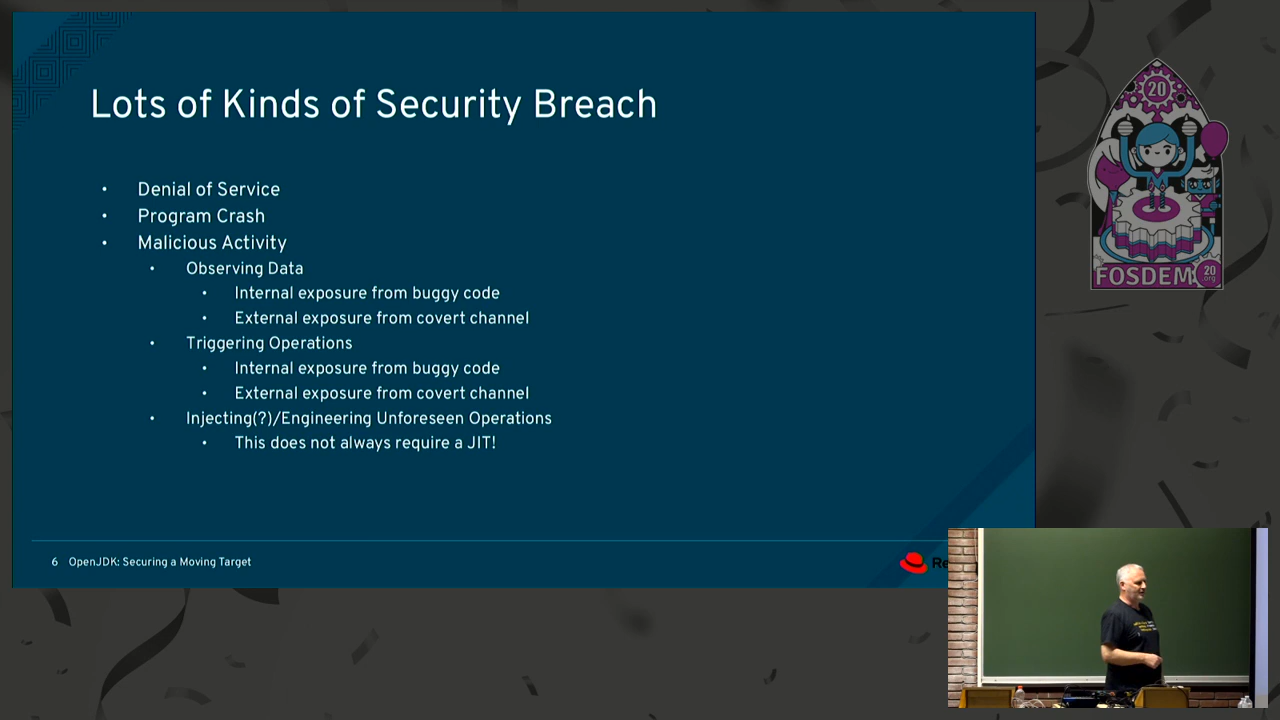 Lots of Kinds of Security Breach
• Denial of Service
• Program Crash
• Malicious Activity
• Observing Data
• Internal exposure from buggy code
• External exposure from covert channel
• Triggering Operations
• Internal exposure from buggy code
• External exposure from covert channel
• Injecting(?)/Engineering Unforeseen Operations
• This does not always require a JIT!
6 OpenJDK: Securing a Moving Target
20
FOSDEM
20
org